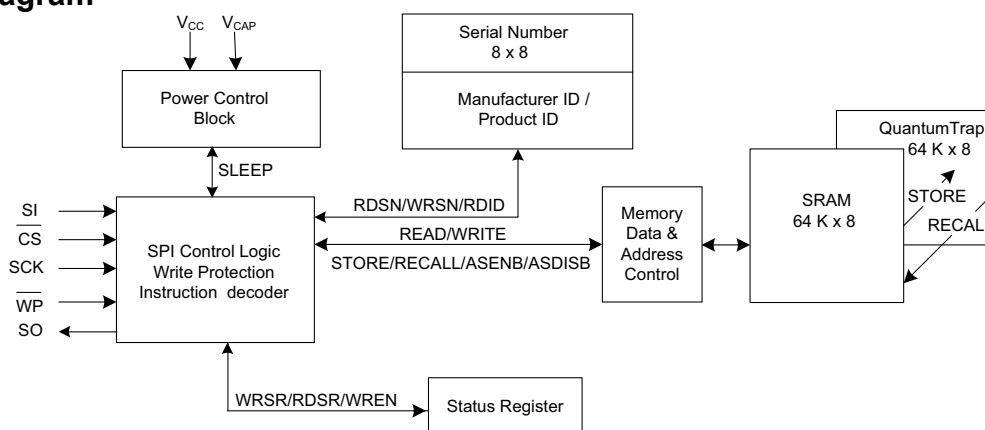 VCC
VCAP
Power Control
Block
SLEEP
Serial Number
8 x 8
Manufacturer ID /
Product ID
QuantumTrap
64 K x 8
SRAM
64 K x 8
STORE
SI
CS
SCK
WP
SO
SPI Control Logic
Write Protection
Instruction decoder
RDSN/WRSN/RDID
READ/WRITE
STORE/RECALL/ASENB/ASDISB
Memory
Data &
Address
Control
WRSR/RDSR/WREN
Status Register